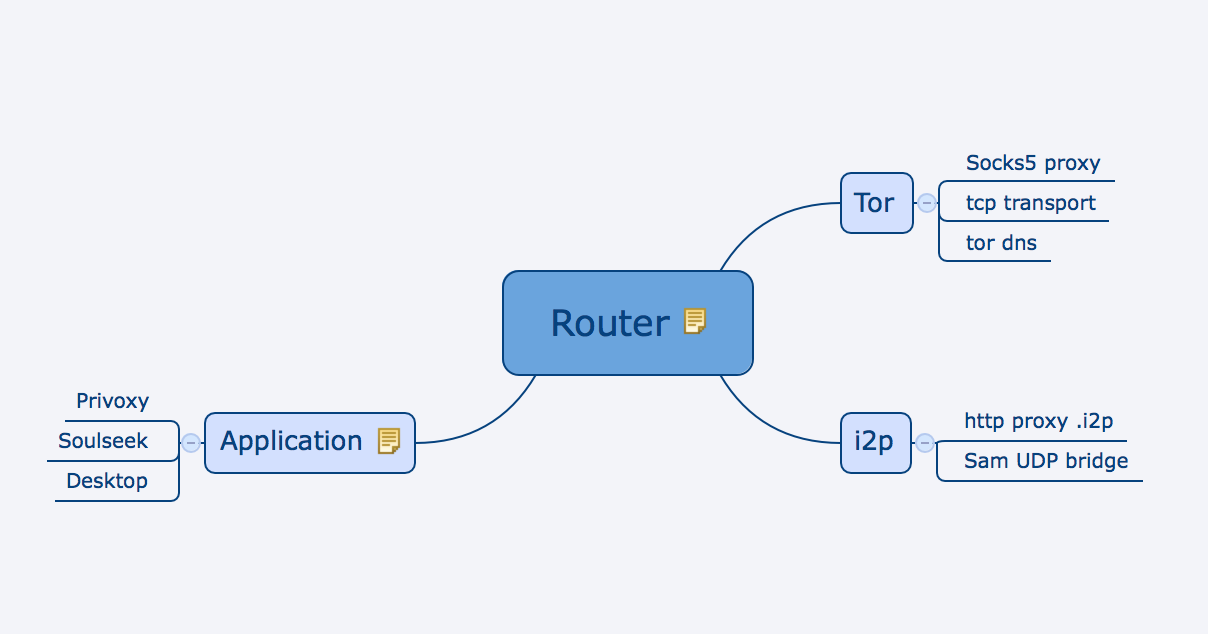 Router
Tor
Socks5 proxy
tcp transport
tor dns
i2p
http proxy .i2p
Sam UDP bridge
Application
Privoxy
Soulseek
Desktop